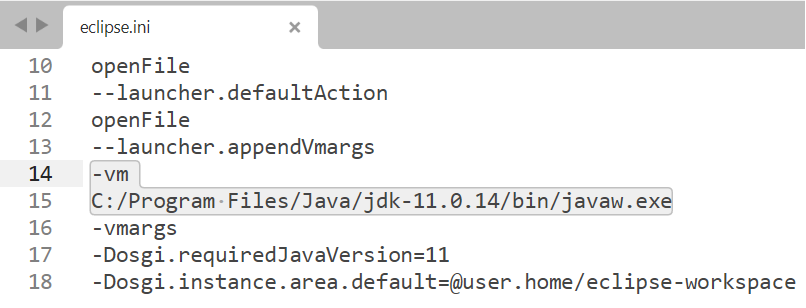 eclipse.ini
10 openFile
11 --launcher.defaultAction
12 openFile
13 --launcher.appendVmargs
14 -vm
15 C:/Program Files/Java/jdk-11.0.14/bin/javaw.exe
16 -vmargs
17 -Dosgi.requiredJavaVersion=11
18 -Dosgi.instance.area.default=@user.home/eclipse-workspace